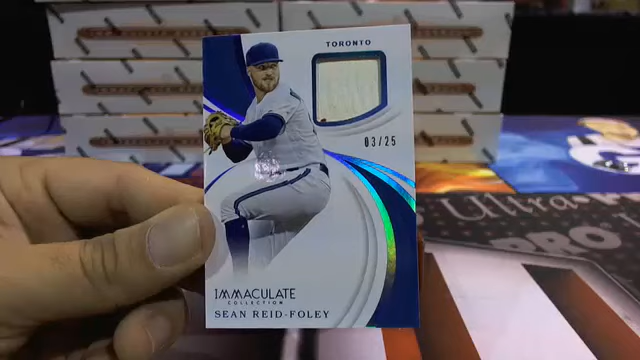 TORONTO
03/25
IMMACULATE
COLLECTION
SEAN REID-FOLEY
Ultra
PRO